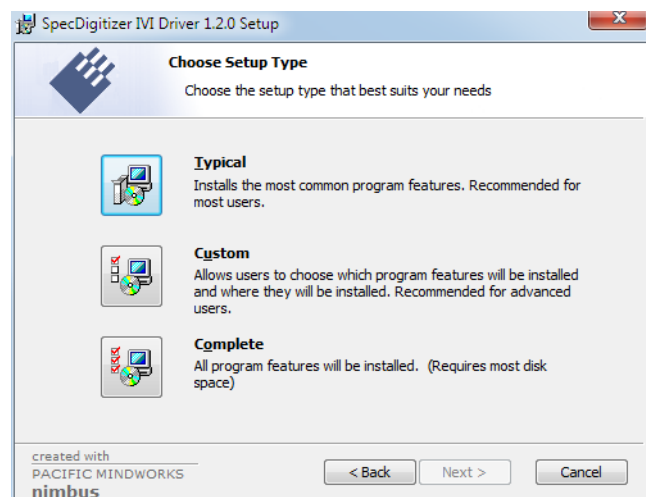 SpecDigitizer IVI Driver 1.2.0 Setup
Choose Setup Type
Choose the setup type that best suits your needs
Typical
Installs the most common program features. Recommended for
most users.
Custom
Allows users to choose which program features will be installed
and where they will be installed. Recommended for advanced
users.
Complete
All program features will be installed. (Requires most disk
space)
created with
PACIFIC MINDWORKS
nimbus
< Back Next > Cancel